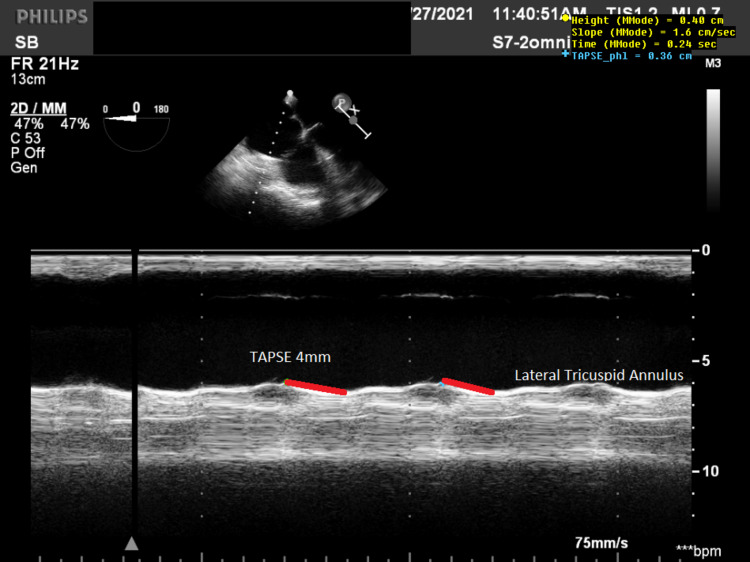 PHILIPS
/27/2021 11:40:51AM TIS1.2 MI 0.7
SB
S7-2omni
Height (MMode) = 0.40 cm
Slope (MMode) = 1.6 cm/sec
Time (MMode) = 0.24 sec
TAPSE_phl = 0.36 cm
FR 21Hz
13cm
M3
2D / MM
47% 47%
C 53
P Off
Gen
0 0 180
P
0
TAPSE 4mm
5
Lateral Tricuspid Annulus
10
75mm/s
***bpm